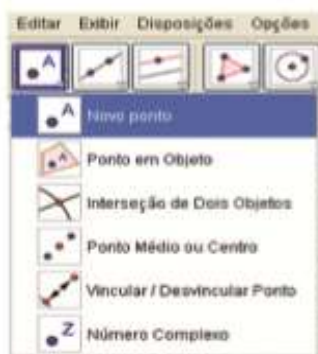 Editar Exibir Disposições Opções
A
A Novo ponto
A Ponto em Objeto
Interseção de Dois Objetos
Ponto Médio ou Centro
Vincular / Desvincular Ponto
Z Número Complexo